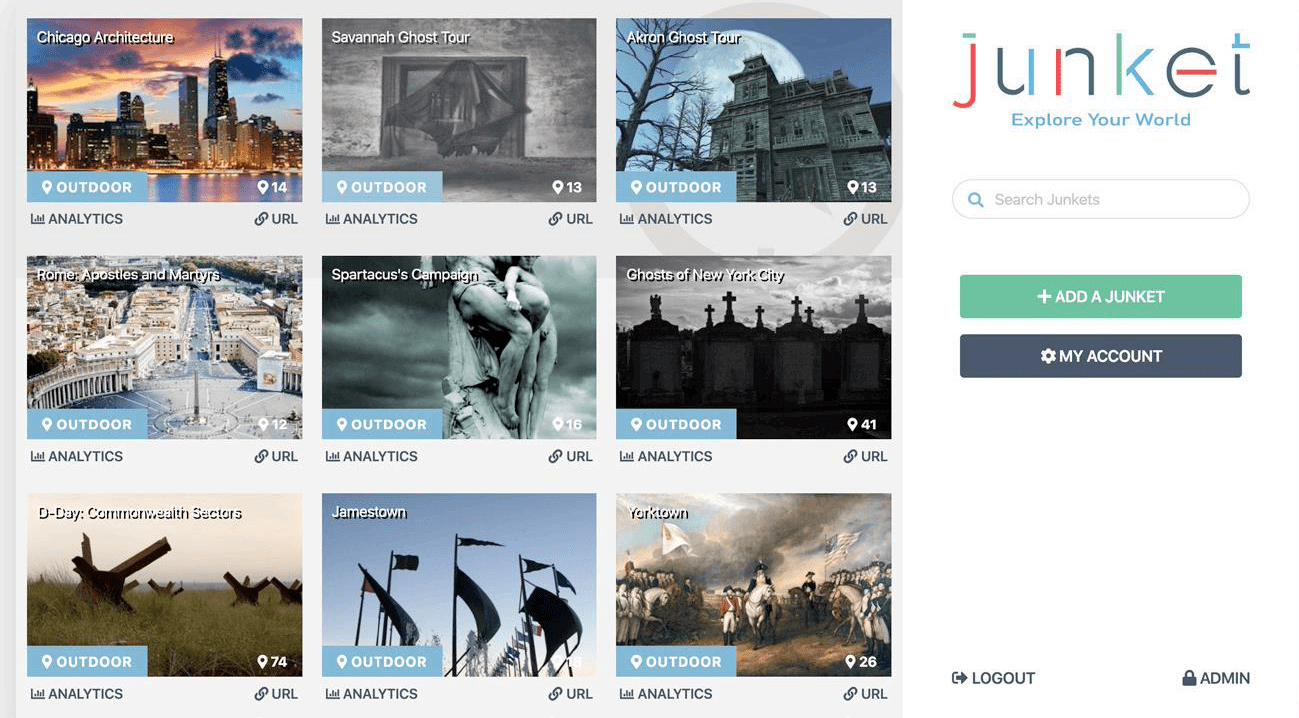 Chicago Architecture
OUTDOOR 14
ANALYTICS URL
Savannah Ghost Tour
OUTDOOR 13
ANALYTICS URL
Akron Ghost Tour
OUTDOOR 13
ANALYTICS URL
Rome: Apostles and Martyrs
OUTDOOR 12
ANALYTICS URL
Spartacus's Campaign
OUTDOOR 16
ANALYTICS URL
Ghosts of New York City
OUTDOOR 41
ANALYTICS URL
D-Day: Commonwealth Sectors
OUTDOOR 74
ANALYTICS URL
Jamestown
OUTDOOR
ANALYTICS URL
Yorktown
OUTDOOR 26
ANALYTICS URL
junket
Explore Your World
Search Junkets
+ ADD A JUNKET
MY ACCOUNT
LOGOUT ADMIN